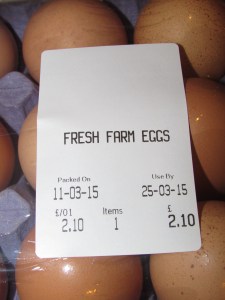 FRESH FARM EGGS
Packed On Use By
11-03-15 25-03-15
£/01 Items £
2.10 1 2.10